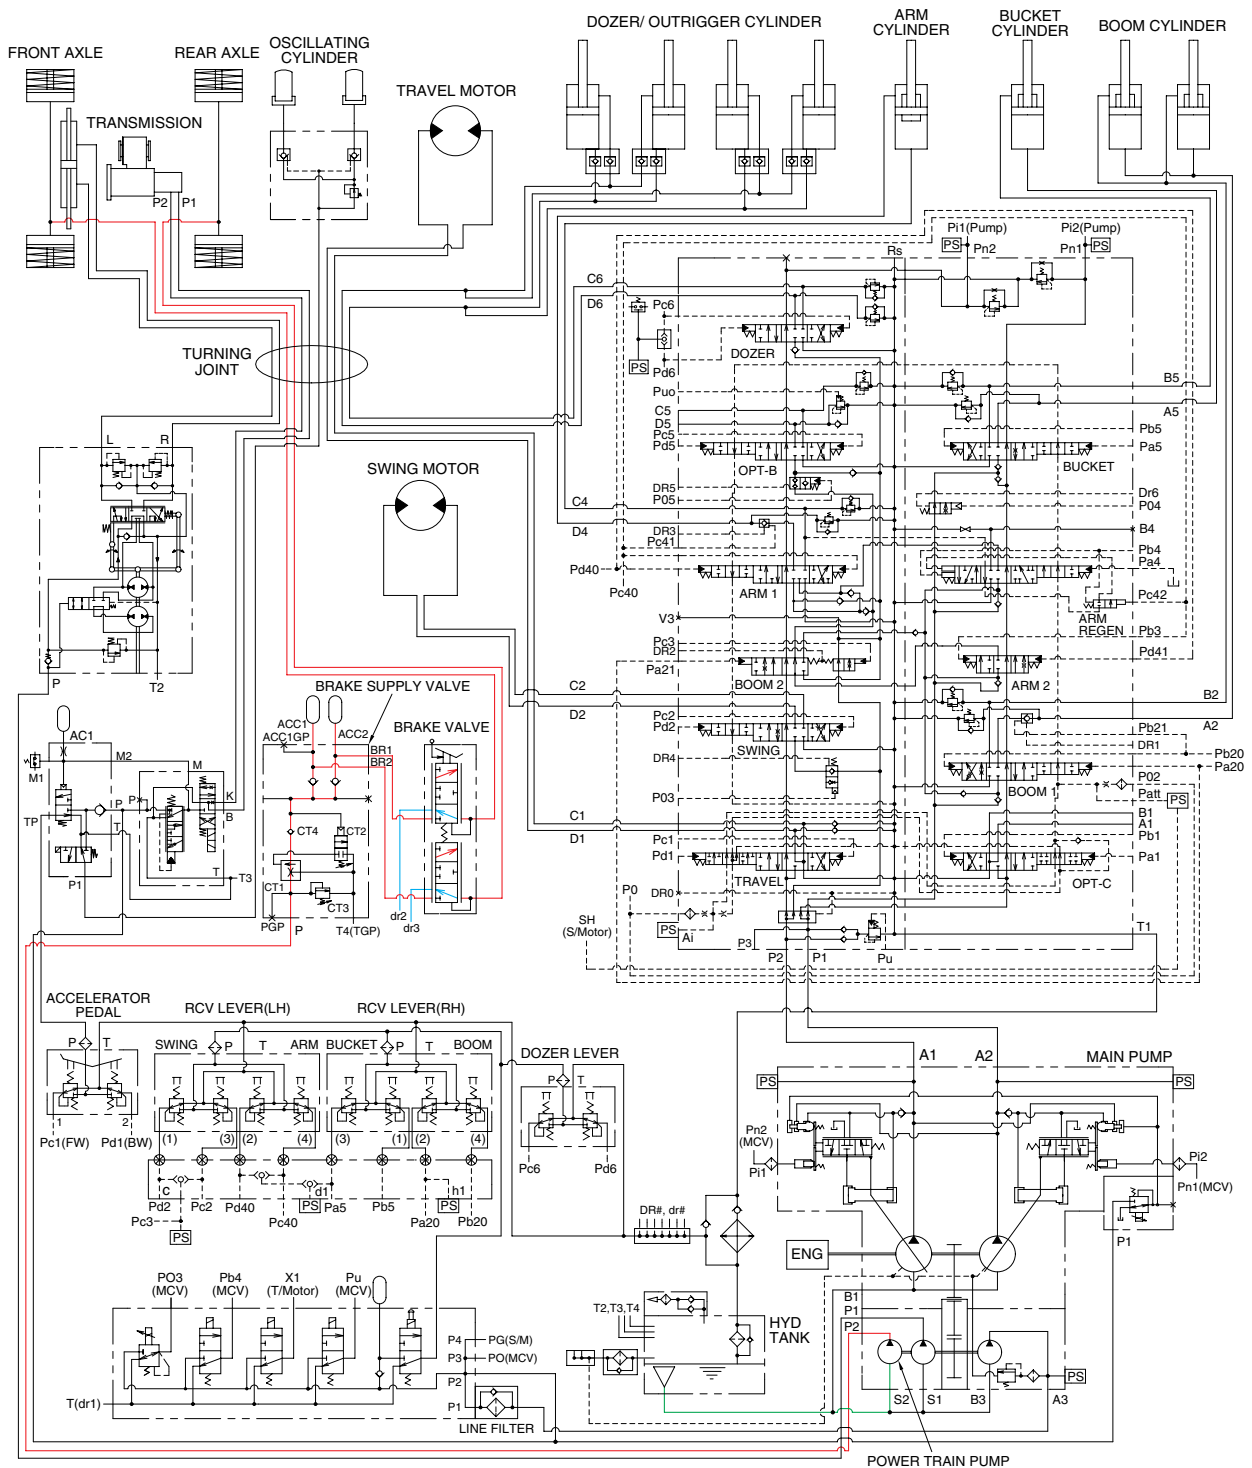 DOZER/ OUTRIGGER CYLINDER
ARM
CYLINDER
BUCKET
CYLINDER
BOOM CYLINDER
FRONT AXLE
REAR AXLE
OSCILLATING
CYLINDER
TRAVEL MOTOR
TRANSMISSION
P2
P1
Pi1(Pump)
PS
Pn2
Pi2(Pump)
Pn1
PS
Rs
C6
D6
Pc6
PS
Pd6
DOZER
TURNING
JOINT
Puo
C5
D5
Pc5
Pd5
OPT-B
B5
A5
Pb5
Pa5
BUCKET
L
R
SWING MOTOR
DR5
P05
Dr6
P04
C4
D4
DR3
Pc41
B4
Pb4
Pa4
Pd40
Pc40
ARM 1
Pc42
ARM
REGEN
V3
Pc3
DR2
Pa21
BOOM 2
Pb3
Pd41
ARM 2
P
T2
BRAKE SUPPLY VALVE
C2
D2
Pc2
Pd2
SWING
B2
A2
Pb21
DR1
Pb20
Pa20
ACC1
ACC1GP
ACC2
BRAKE VALVE
BR1
BR2
AC1
M2
M1
M
DR4
P03
BOOM 1
P02
Patt
PS
TP
P
P
T
K
B
T
T3
P1
CT4
CT2
CT1
CT3
PGP
P
T4(TGP)
dr2
dr3
C1
D1
Pc1
Pd1
TRAVEL
B1
A1
Pb1
Pa1
OPT-C
P0
DR0
SH
(S/Motor)
PS
Ai
P3
P2
P1
Pu
T1
ACCELERATOR
PEDAL
P
T
1
2
Pc1(FW)
Pd1(BW)
RCV LEVER(LH)
RCV LEVER(RH)
SWING
P
T
ARM
BUCKET
P
T
BOOM
(1)
(3)
(2)
(4)
(3)
(1)
(2)
(4)
DOZER LEVER
P
T
Pc6
Pd6
C
d1
h1
Pd2
Pc2
Pd40
Pc40
PS
Pa5
Pb5
Pa20
PS
Pb20
Pc3
PS
A1
A2
MAIN PUMP
PS
PS
Pn2
(MCV)
Pi1
Pi2
Pn1(MCV)
P1
DR#, dr#
ENG
PO3
(MCV)
Pb4
(MCV)
X1
(T/Motor)
Pu
(MCV)
T(dr1)
P4
PG(S/M)
P3
PO(MCV)
P2
P1
LINE FILTER
T2,T3,T4
HYD
TANK
B1
P1
P2
S2
S1
B3
A3
PS
POWER TRAIN PUMP